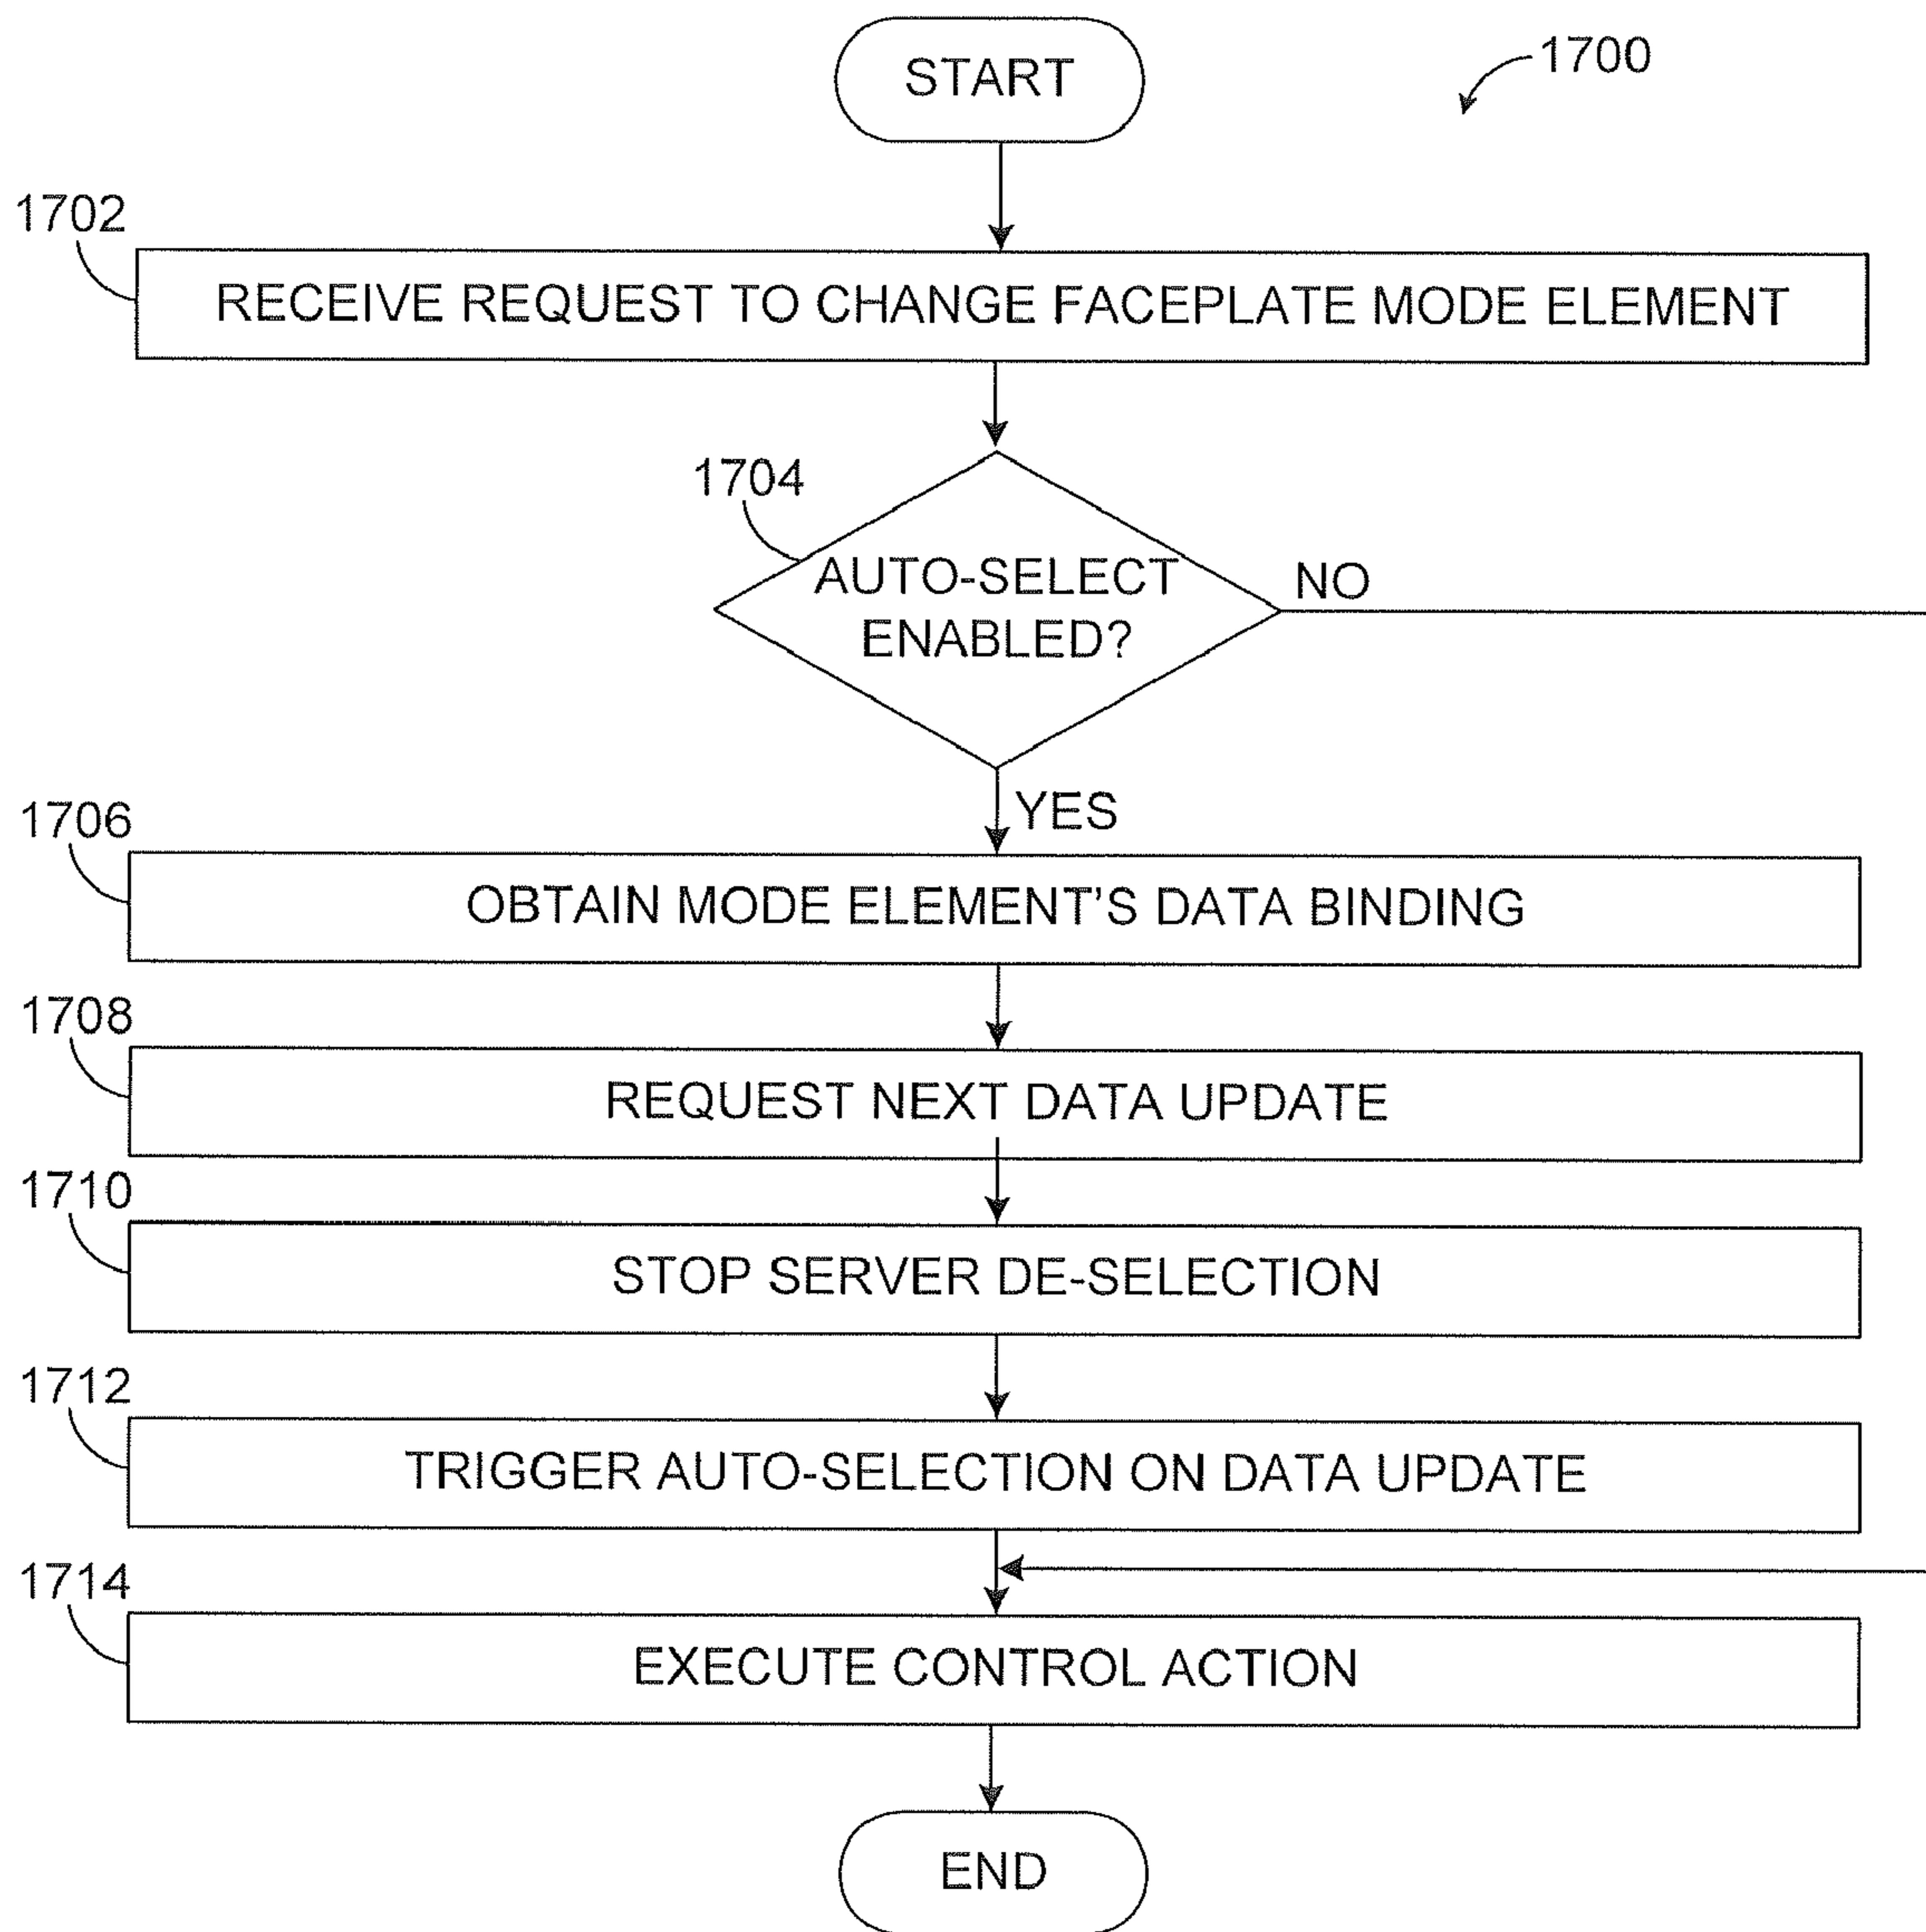 START
1700
1702
RECEIVE REQUEST TO CHANGE FACEPLATE MODE ELEMENT
1704
AUTO-SELECT
ENABLED?
NO
YES
1706
OBTAIN MODE ELEMENT'S DATA BINDING
1708
REQUEST NEXT DATA UPDATE
1710
STOP SERVER DE-SELECTION
1712
TRIGGER AUTO-SELECTION ON DATA UPDATE
1714
EXECUTE CONTROL ACTION
END